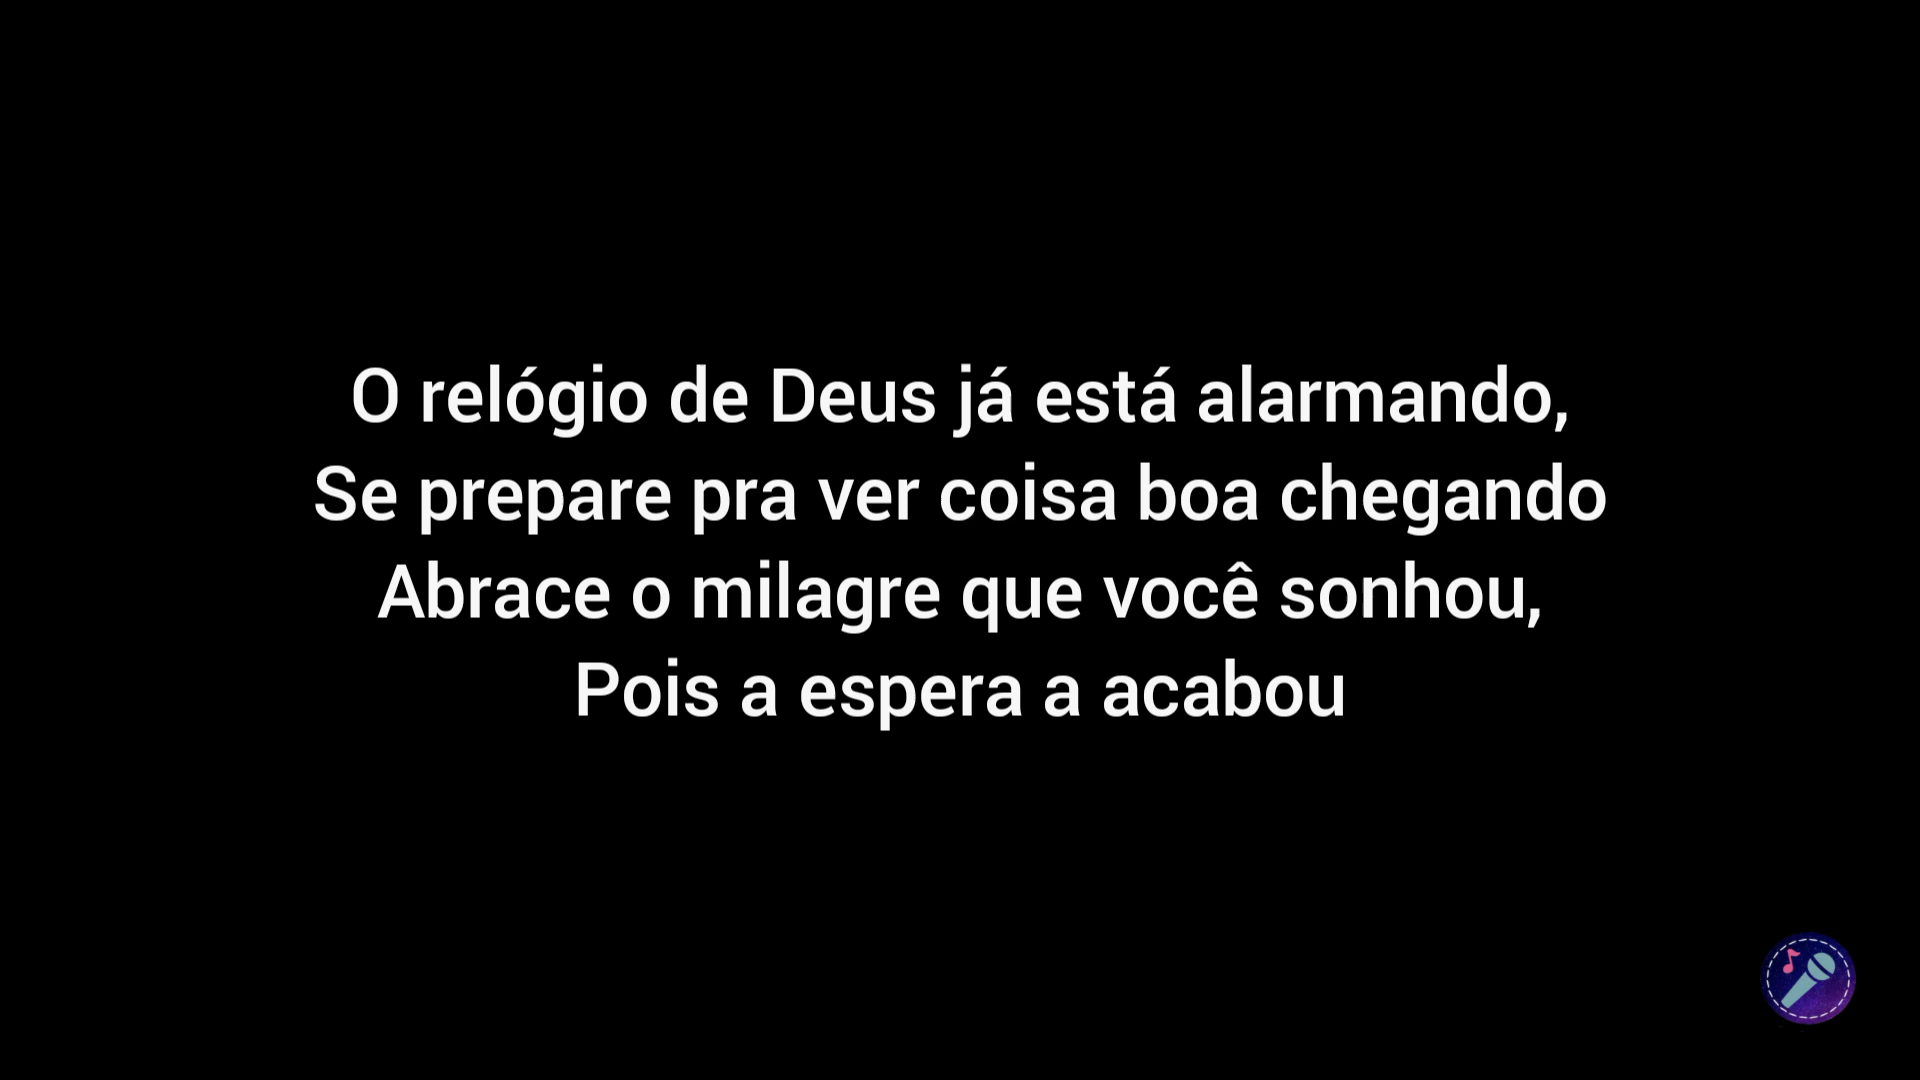 O relógio de Deus já está alarmando,
Se prepare pra ver coisa boa chegando
Abrace o milagre que você sonhou,
Pois a espera a acabou